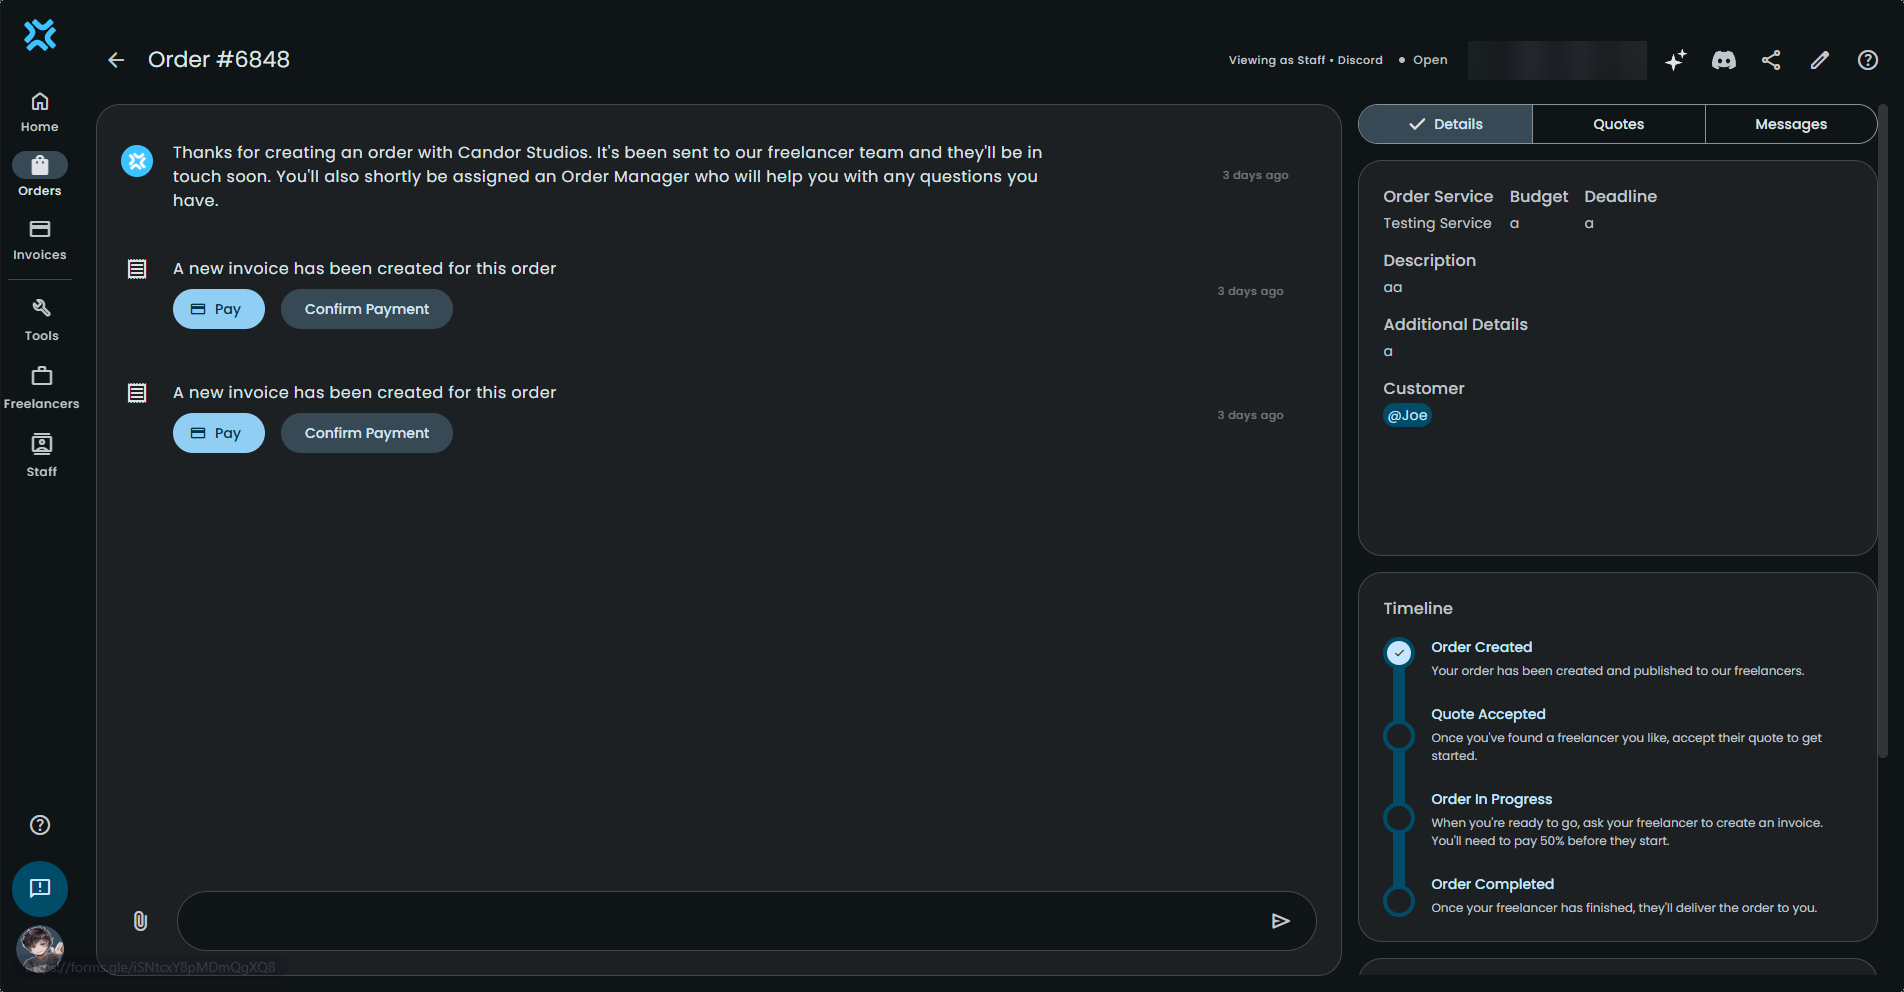 Order #6848
Viewing as Staff • Discord
Open
Home
Orders
Invoices
Tools
Freelancers
Staff
Thanks for creating an order with Candor Studios. It's been sent to our freelancer team and they'll be in
touch soon. You'll also shortly be assigned an Order Manager who will help you with any questions you
have.
3 days ago
A new invoice has been created for this order
Pay
Confirm Payment
3 days ago
A new invoice has been created for this order
Pay
Confirm Payment
3 days ago
Details
Quotes
Messages
Order Service
Budget
Deadline
Testing Service
a
a
Description
aa
Additional Details
a
Customer
@Joe
Timeline
Order Created
Your order has been created and published to our freelancers.
Quote Accepted
Once you've found a freelancer you like, accept their quote to get
started.
Order In Progress
When you're ready to go, ask your freelancer to create an invoice.
You'll need to pay 50% before they start.
Order Completed
Once your freelancer has finished, they'll deliver the order to you.